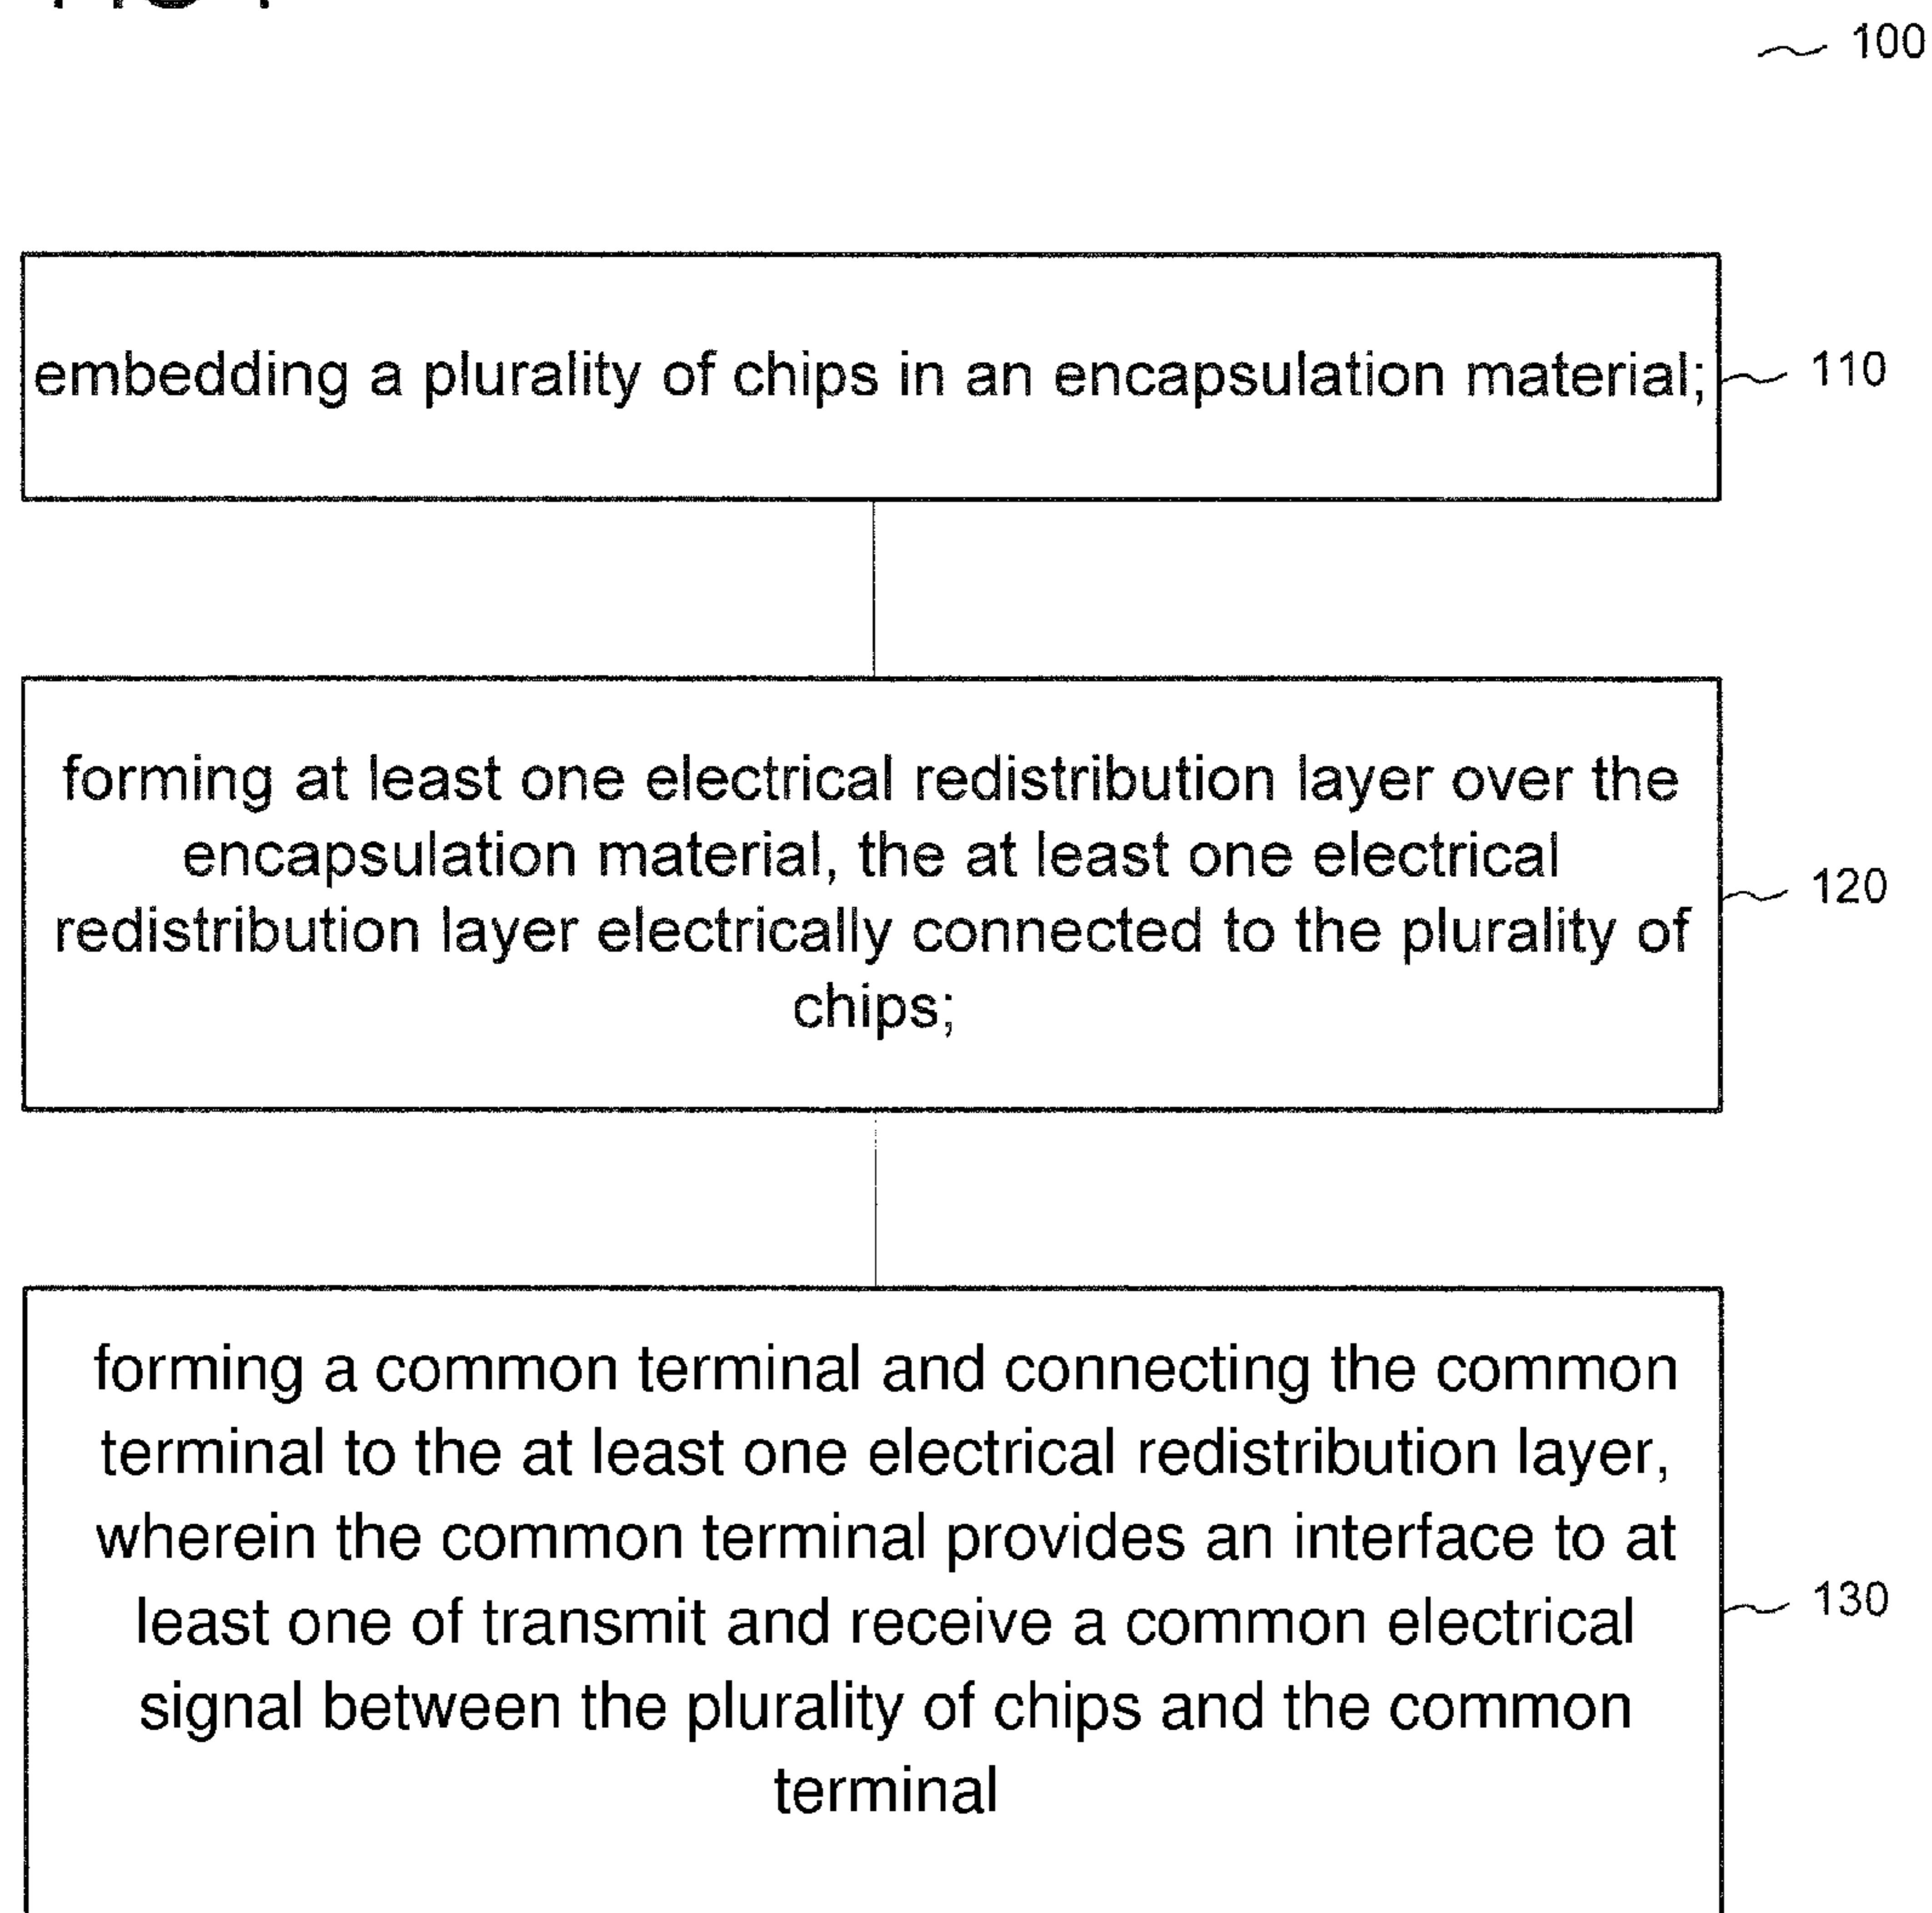 100
embedding a plurality of chips in an encapsulation material;
110
forming at least one electrical redistribution layer over the
encapsulation material, the at least one electrical
redistribution layer electrically connected to the plurality of
chips;
120
forming a common terminal and connecting the common
terminal to the at least one electrical redistribution layer,
wherein the common terminal provides an interface to at
least one of transmit and receive a common electrical
signal between the plurality of chips and the common
terminal
130